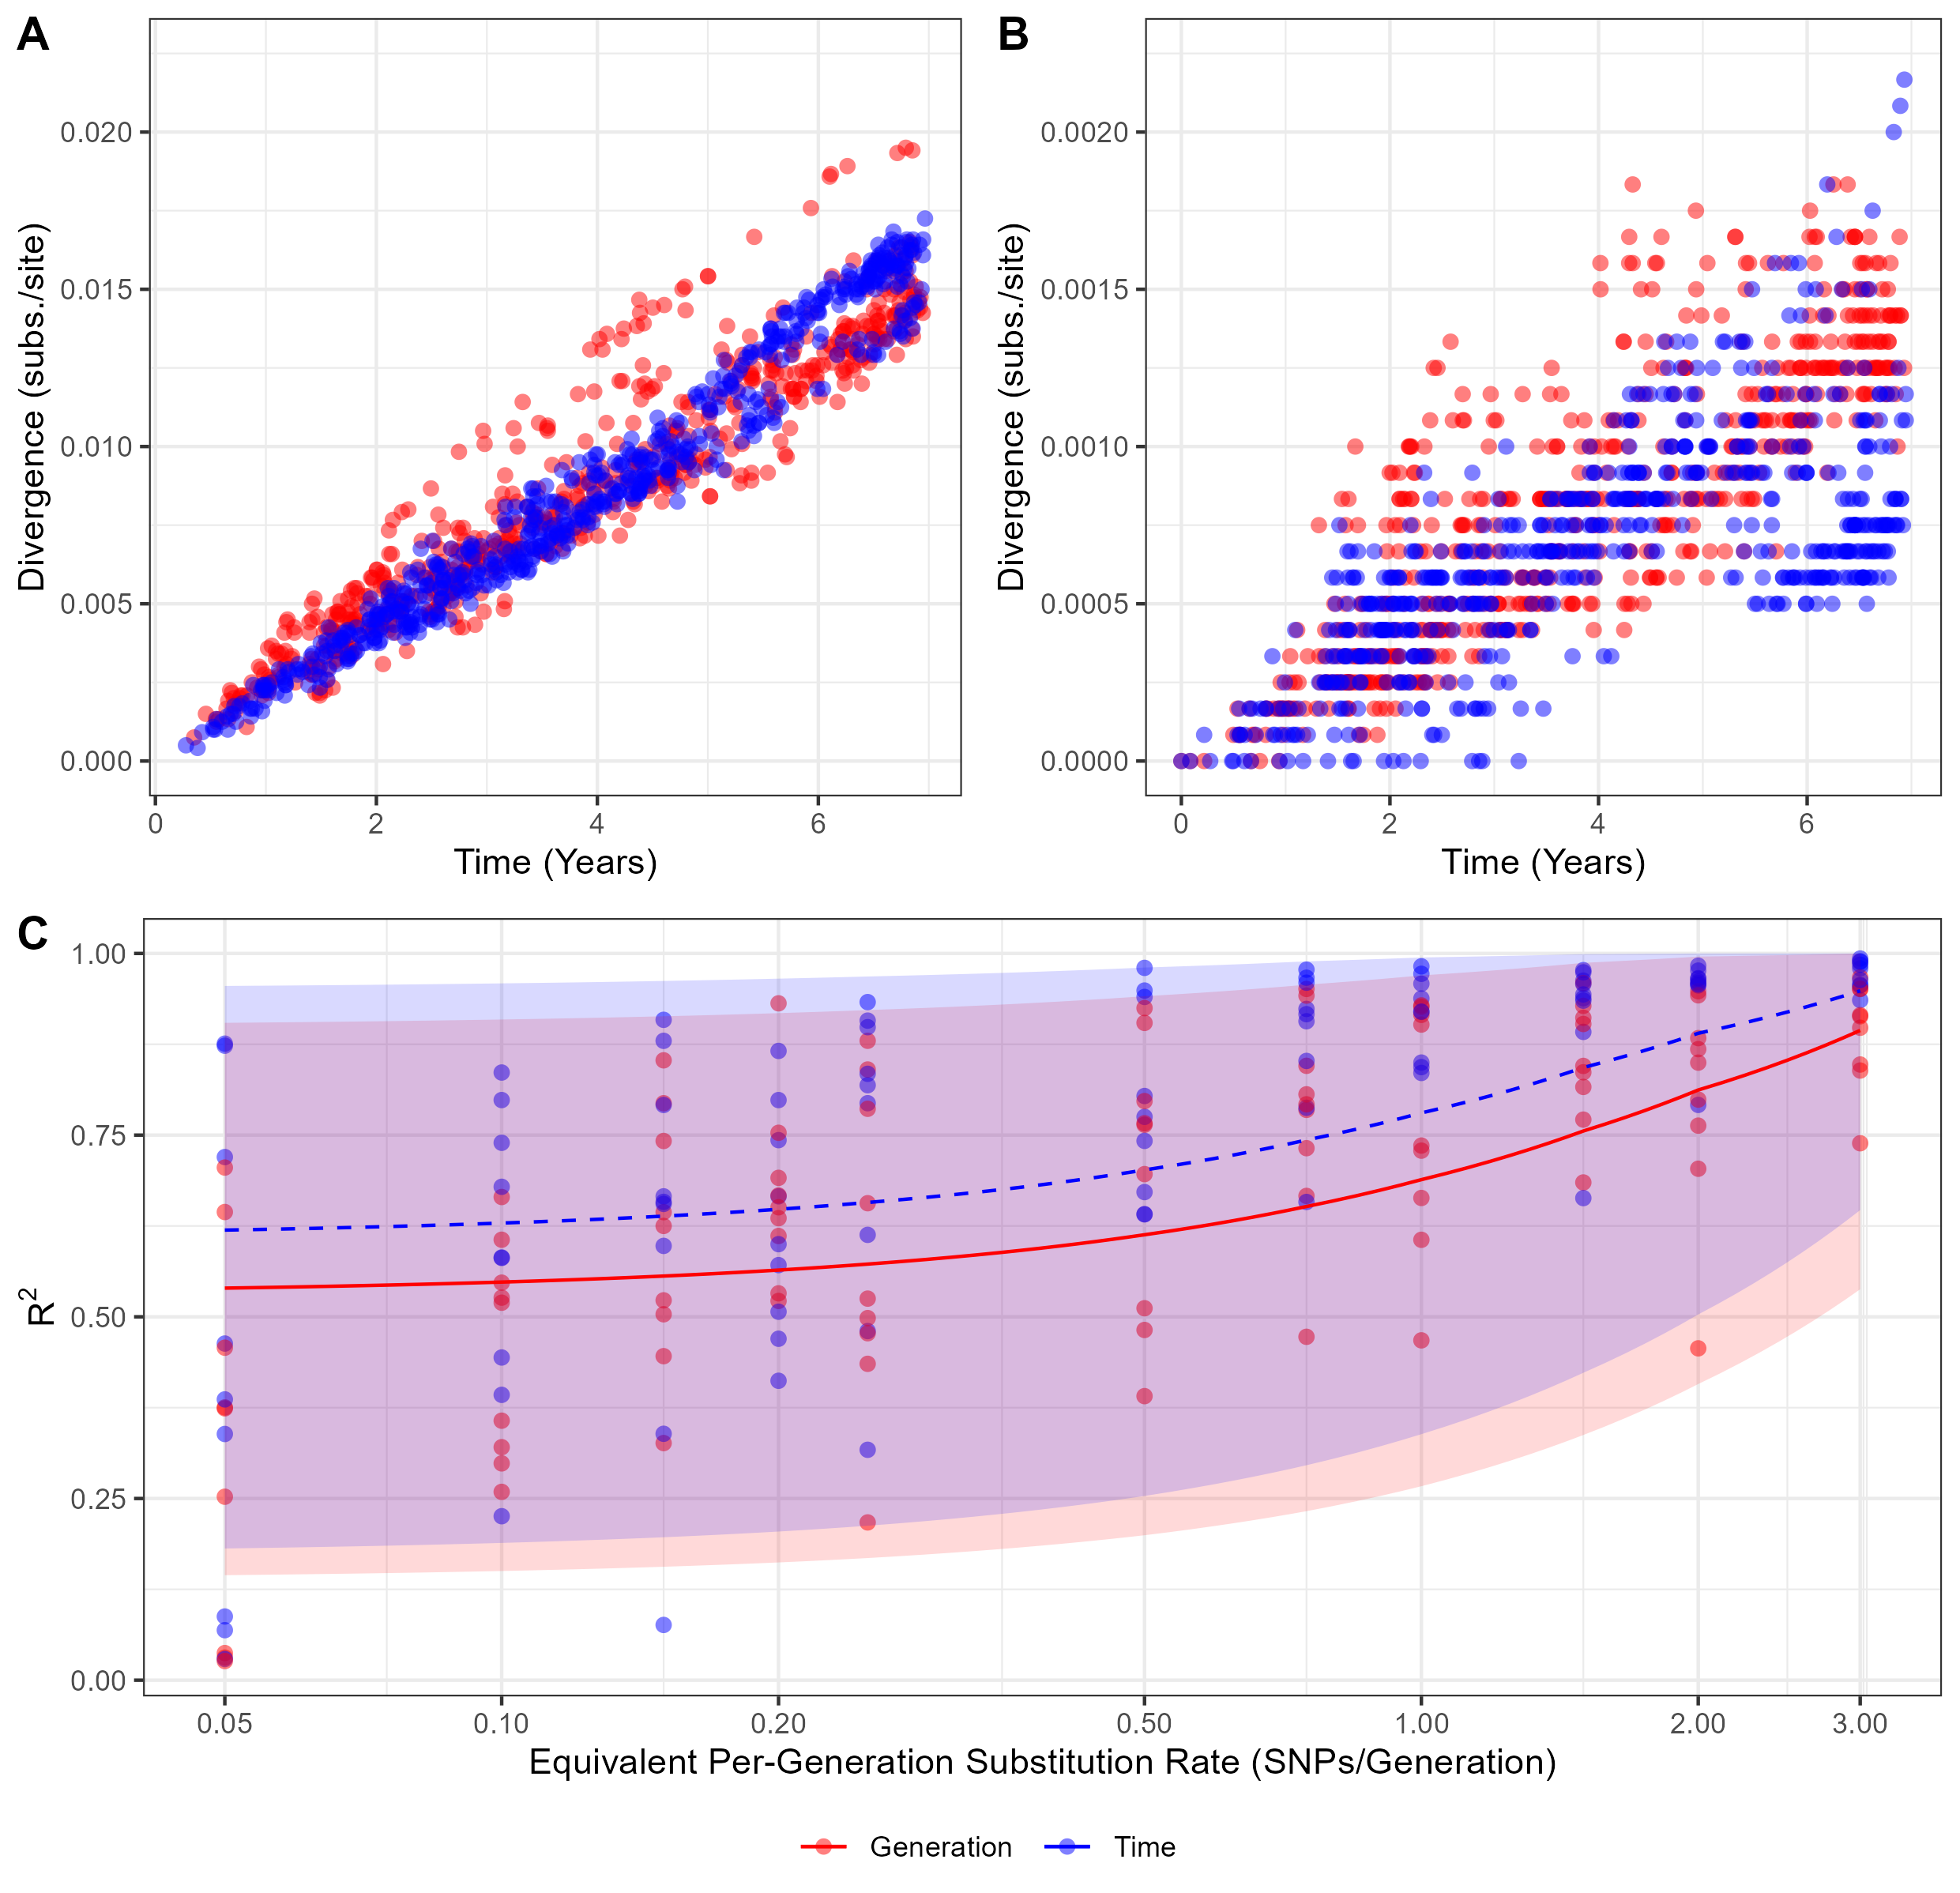 A
B
Divergence (subs./site)
0.020
0.015
0.010
0.005
0.000
0
2
4
6
Time (Years)
Divergence (subs./site)
0.0020
0.0015
0.0010
0.0005
0.0000
0
2
4
6
Time (Years)
C
R²
1.00
0.75
0.50
0.25
0.00
0.05
0.10
0.20
0.50
1.00
2.00
3.00
Equivalent Per-Generation Substitution Rate (SNPs/Generation)
Generation
Time